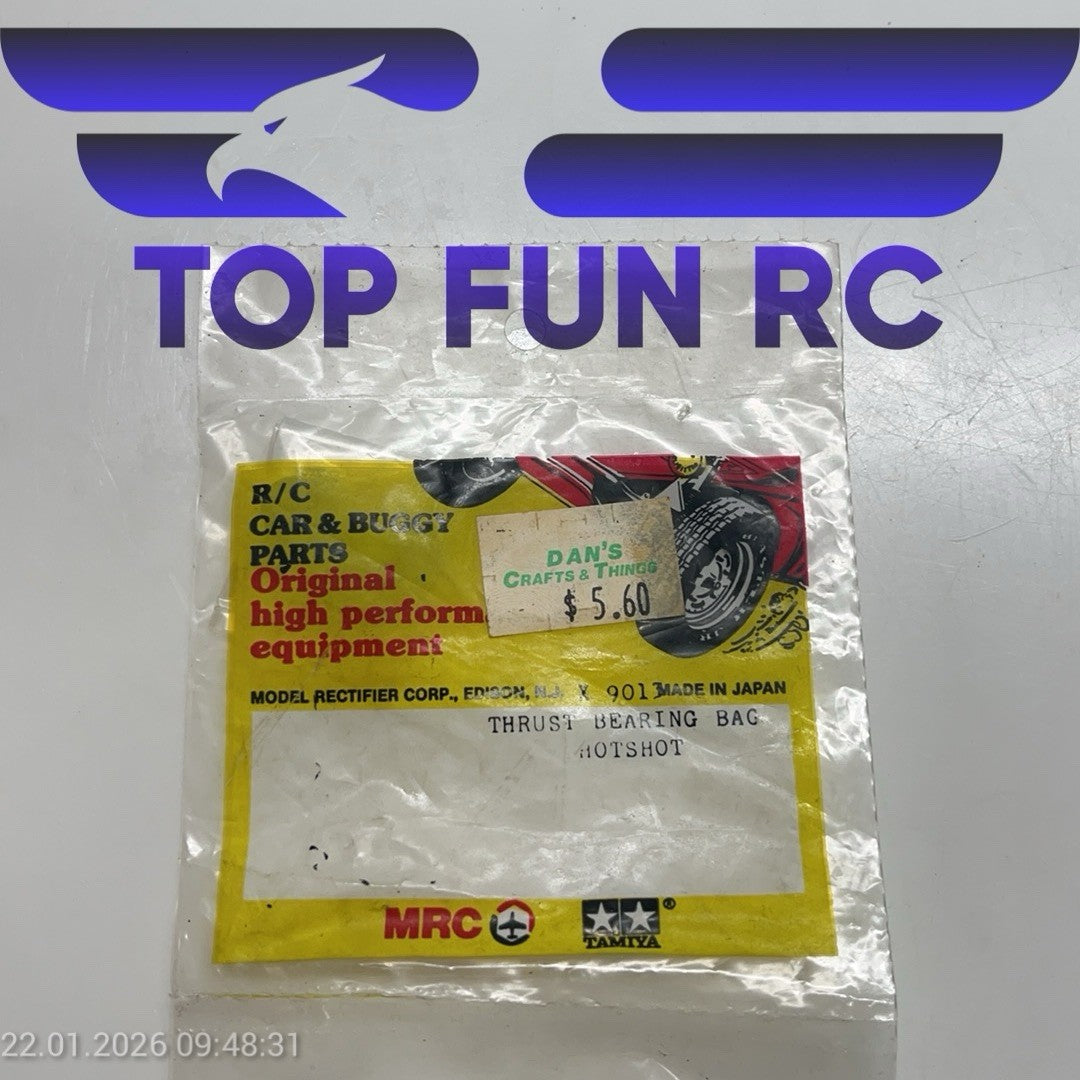 TOP FUN RC
R/C
CAR & BUGGY
PARTS
Original
high perform
equipment
DAN'S
CRAFTS & THINGS
$ 5.60
MODEL RECTIFIER CORP., EDISON, N.J. X 9013 MADE IN JAPAN
THRUST BEARING BAG
HOTSHOT
MRC
TAMIYA®
22.01.2026 09:48:31